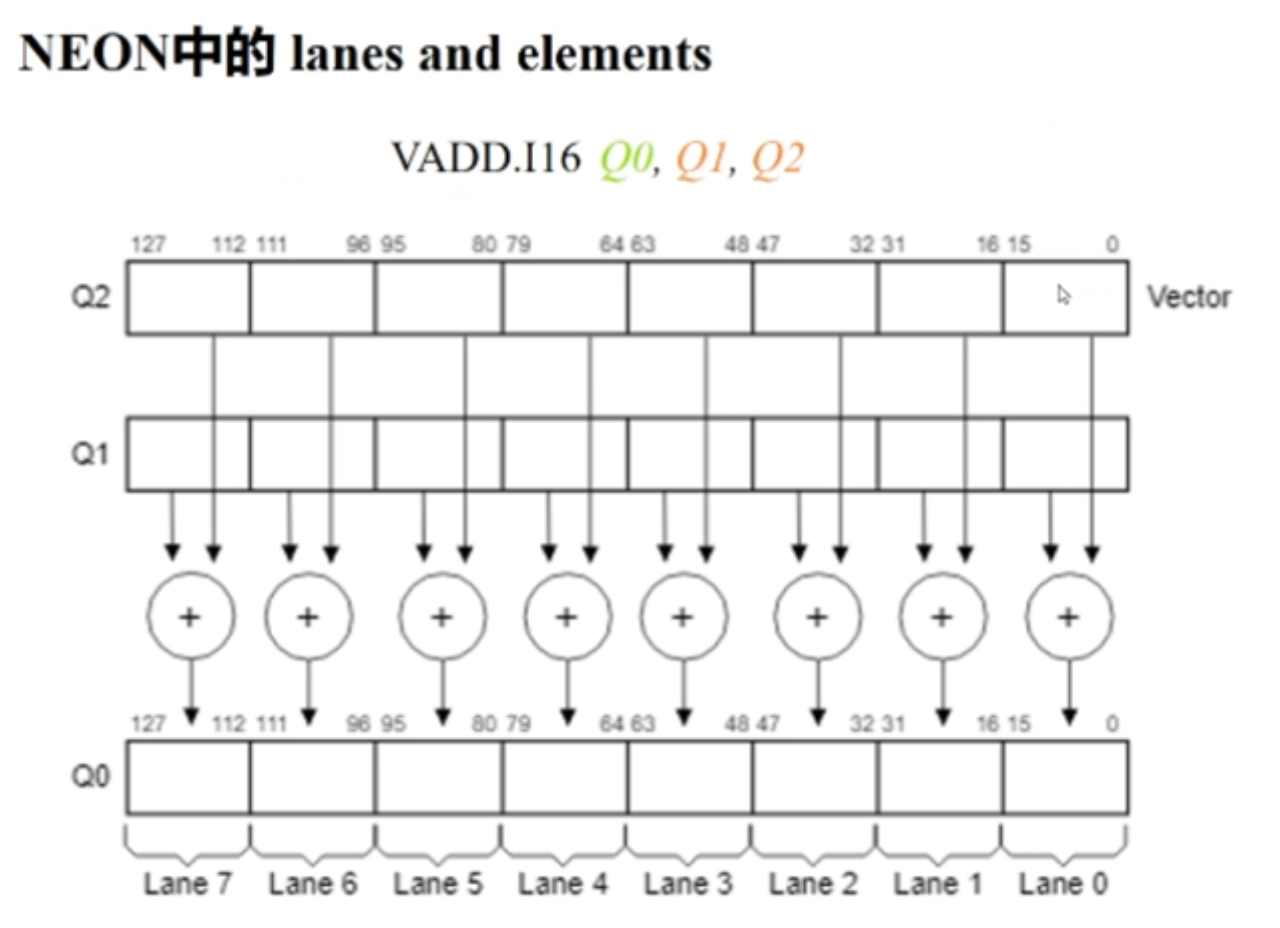 NEON中的 lanes and elements
VADD.I16 Q0, Q1, Q2
127 112 111 96 95 80 79 64 63 48 47 32 31 16 15 0
Q2 Vector
Q1
+ + + + + + + +
127 112 111 96 95 80 79 64 63 48 47 32 31 16 15 0
Q0
Lane 7 Lane 6 Lane 5 Lane 4 Lane 3 Lane 2 Lane 1 Lane 0